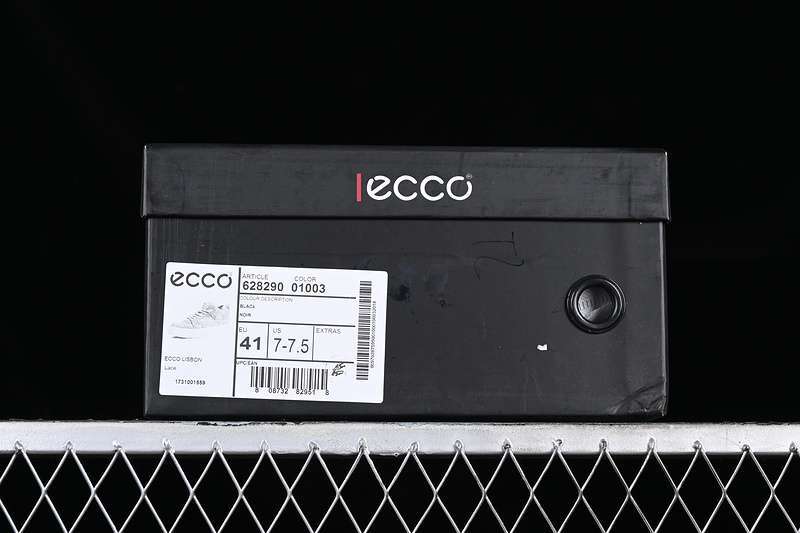 ecco
ecco
ARTICLE COLOR
628290 01003
COLOUR DESCRIPTION
BLACK
NOIR
EU US EXTRAS
41 7-7.5
ECCO LISBON
Lace
1731001559
UPC/EAN
8 08732 82951 8